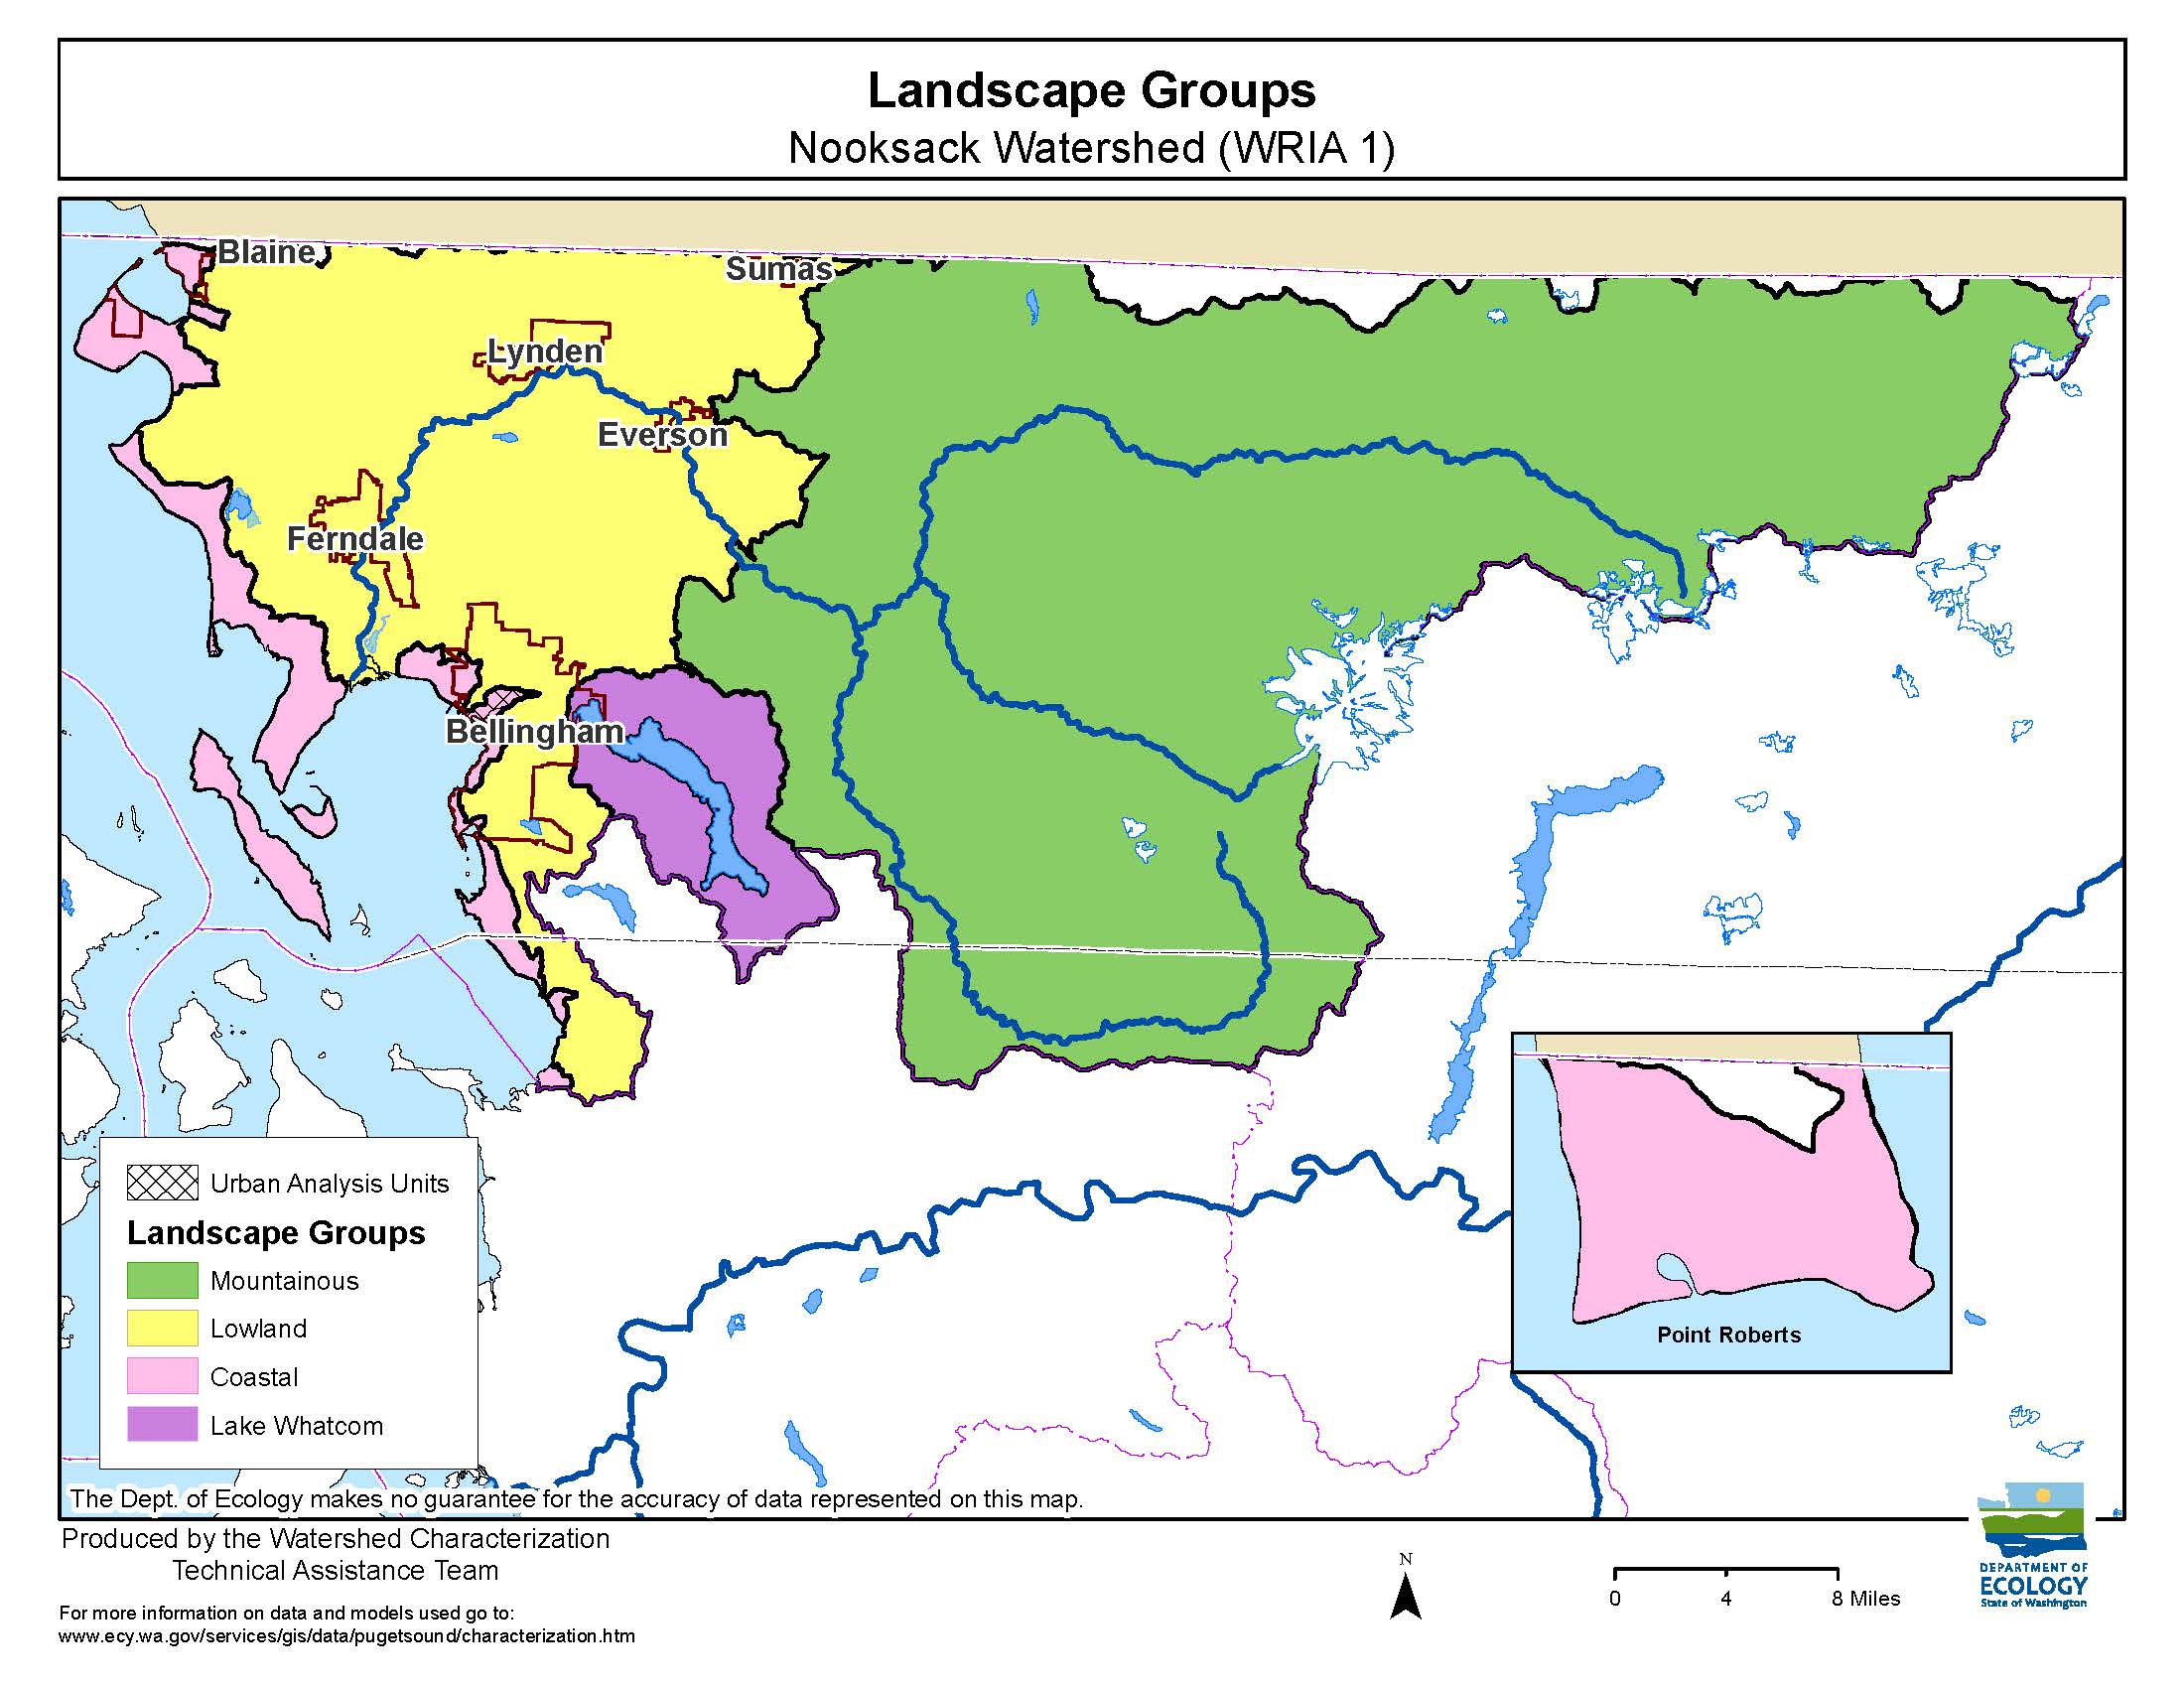 Landscape Groups
Nooksack Watershed (WRIA 1)
Blaine
Sumas
Lynden
Everson
Ferndale
Bellingham
Urban Analysis Units
Landscape Groups
Mountainous
Lowland
Coastal
Lake Whatcom
Point Roberts
The Dept. of Ecology makes no guarantee for the accuracy of data represented on this map.
Produced by the Watershed Characterization
Technical Assistance Team
For more information on data and models used go to:
www.ecy.wa.gov/services/gis/data/pugetsound/characterization.htm
N
0 4 8 Miles
DEPARTMENT OF
ECOLOGY
State of Washington